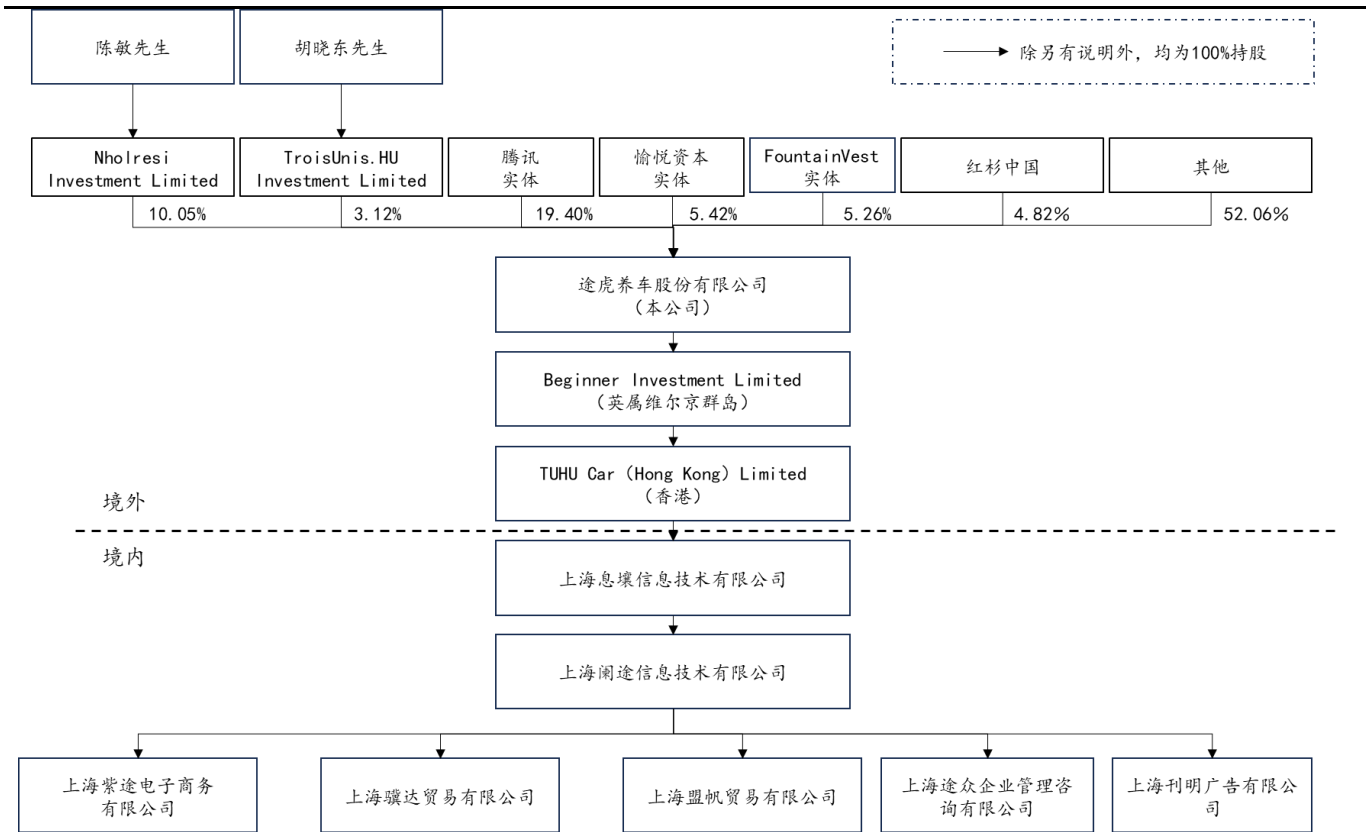 陈敏先生
胡晓东先生
除另有说明外，均为100%持股
Nholresi
Investment Limited
TroisUnis.HU
Investment Limited
腾讯
实体
愉悦资本
实体
FountainVest
实体
红杉中国
其他
10.05%
3.12%
19.40%
5.42%
5.26%
4.82%
52.06%
途虎养车股份有限公司
（本公司）
Beginner Investment Limited
（英属维尔京群岛）
TUHU Car（Hong Kong）Limited
（香港）
境外
境内
上海息壤信息技术有限公司
上海阑途信息技术有限公司
上海紫途电子商务
有限公司
上海骥达贸易有限公司
上海盟帆贸易有限公司
上海途众企业管理咨
询有限公司
上海刊明广告有限公
司